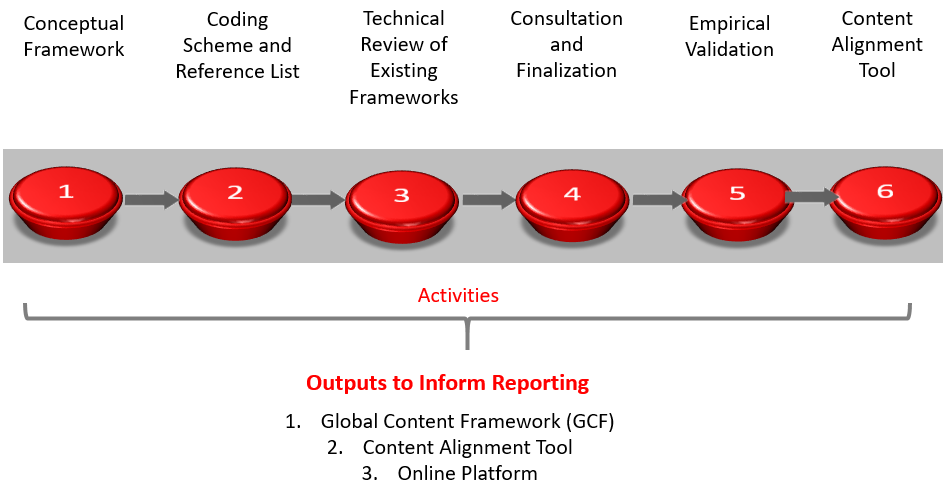 Conceptual
Framework
Coding
Scheme and
Reference List
Technical
Review of
Existing
Frameworks
Consultation
and
Finalization
Empirical
Validation
Content
Alignment
Tool
1
2
3
4
5
6
Activities
Outputs to Inform Reporting
1. Global Content Framework (GCF)
2. Content Alignment Tool
3. Online Platform